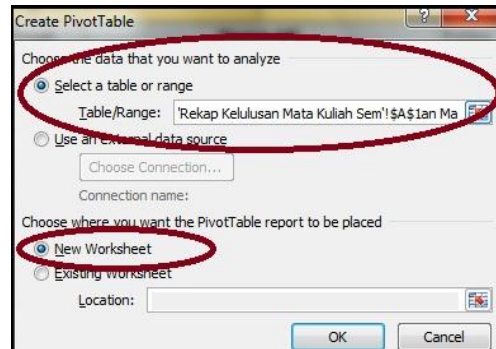 Create PivotTable
Choose the data that you want to analyze
Select a table or range
Table/Range: 'Rekap Kelulusan Mata Kuliah Sem'!$A$1an Ma
Use an external data source
Choose Connection...
Connection name:
Choose where you want the PivotTable report to be placed
New Worksheet
Existing Worksheet
Location:
OK Cancel